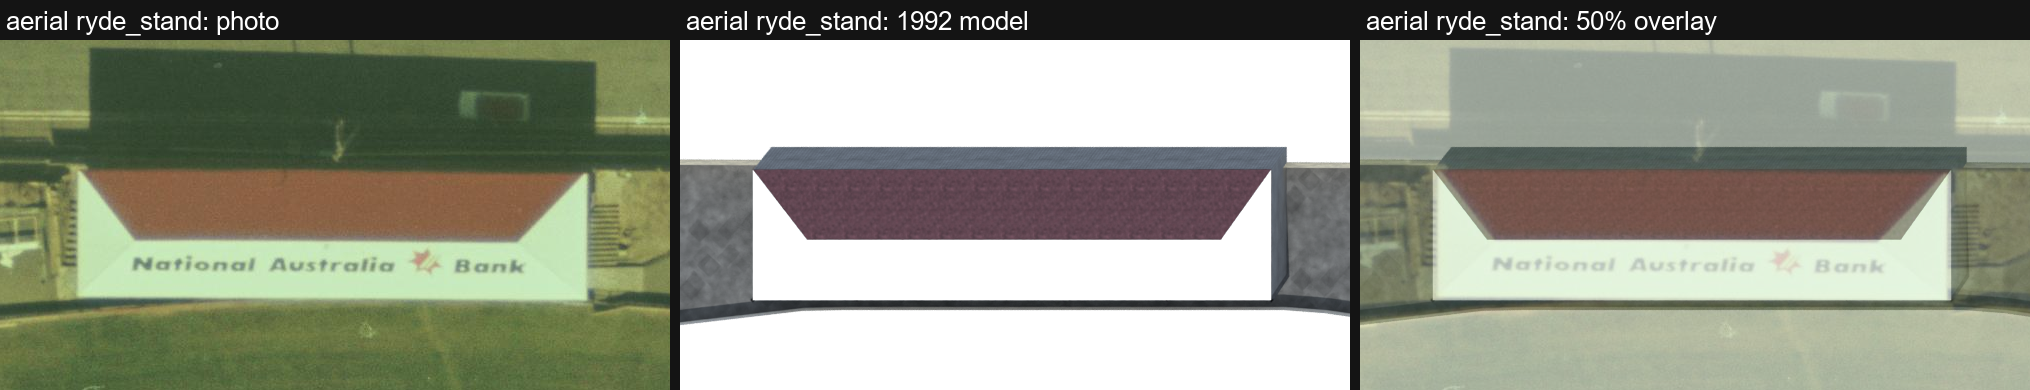 aerial ryde_stand: photo
aerial ryde_stand: 1992 model
aerial ryde_stand: 50% overlay
National Australia Bank
National Australia Bank